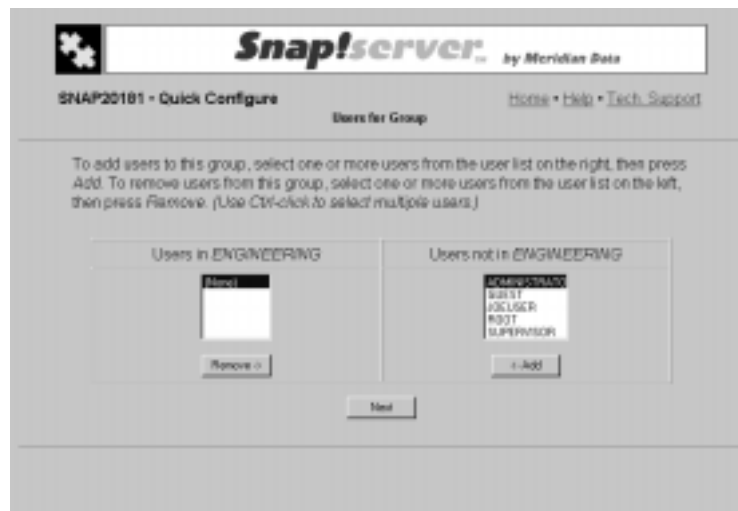 Snap!server™ by Meridian Data
SNAP20181 - Quick Configure
Home • Help • Tech. Support
Users for Group
To add users to this group, select one or more users from the user list on the right, then press
Add. To remove users from this group, select one or more users from the user list on the left,
then press Remove. (Use Ctrl-click to select multiple users.)
Users in ENGINEERING
Users not in ENGINEERING
(None)
ADMINISTRATO
GUEST
JOEUSER
ROOT
SUPERVISOR
Remove ->
<-Add
Next